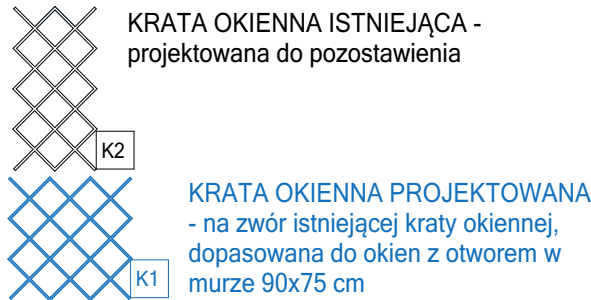 KRATA OKIENNA ISTNIEJĄCA -
projektowana do pozostawienia
K2
KRATA OKIENNA PROJEKTOWANA
- na zwór istniejącej kraty okiennej,
dopasowana do okien z otworem w
murze 90x75 cm
K1